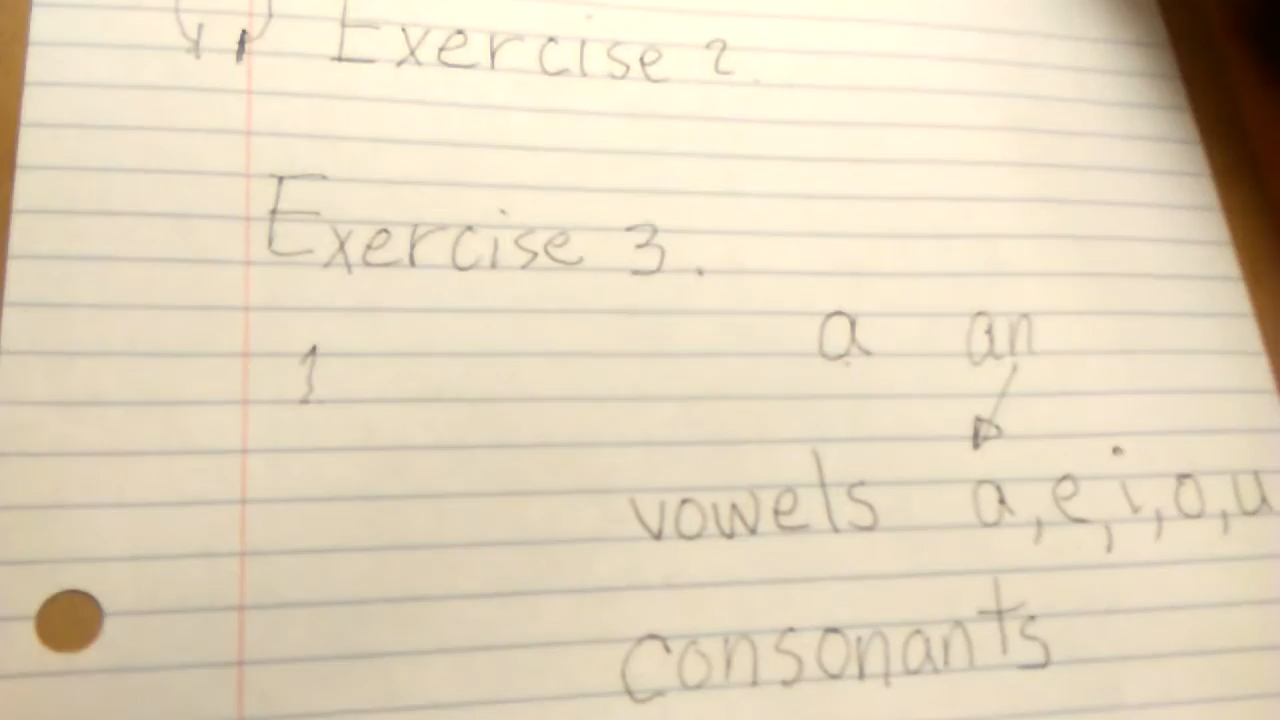 Exercise 2.
Exercise 3.
1 a an
vowels a, e, i, o, u
consonants